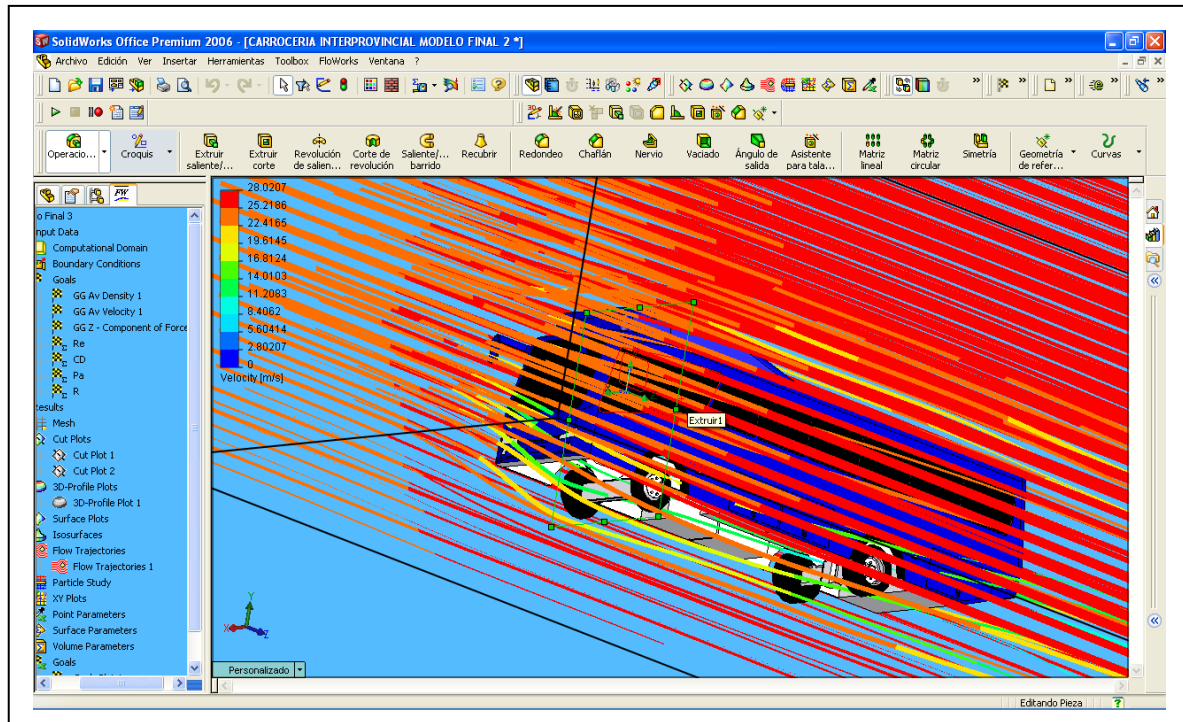 SolidWorks Office Premium 2006 - [CARROCERIA INTERPROVINCIAL MODELO FINAL 2 *]
Archivo Edición Ver Insertar Herramientas Toolbox FloWorks Ventana ?
Operacio... Croquis Extruir saliente/... Extruir corte Revolución de salien... Corte de revolución Saliente/... barrido Recubrir Redondeo Chaflán Nervio Vaciado Ángulo de salida Asistente para tala... Matriz lineal Matriz circular Simetría Geometría de refer... Curvas
FW
o Final 3
nput Data
Computational Domain
Boundary Conditions
Goals
GG Av Density 1
GG Av Velocity 1
GG Z - Component of Force
Re
CD
Pa
R
esults
Mesh
Cut Plots
Cut Plot 1
Cut Plot 2
3D-Profile Plots
3D-Profile Plot 1
Surface Plots
Isosurfaces
Flow Trajectories
Flow Trajectories 1
Particle Study
XY Plots
Point Parameters
Surface Parameters
Volume Parameters
Goals
28.0207
25.2186
22.4165
19.6145
16.8124
14.0103
11.2083
8.4062
5.60414
2.80207
0
Velocity [m/s]
Extruir1
Y
X
Z
Personalizado
Editando Pieza ?